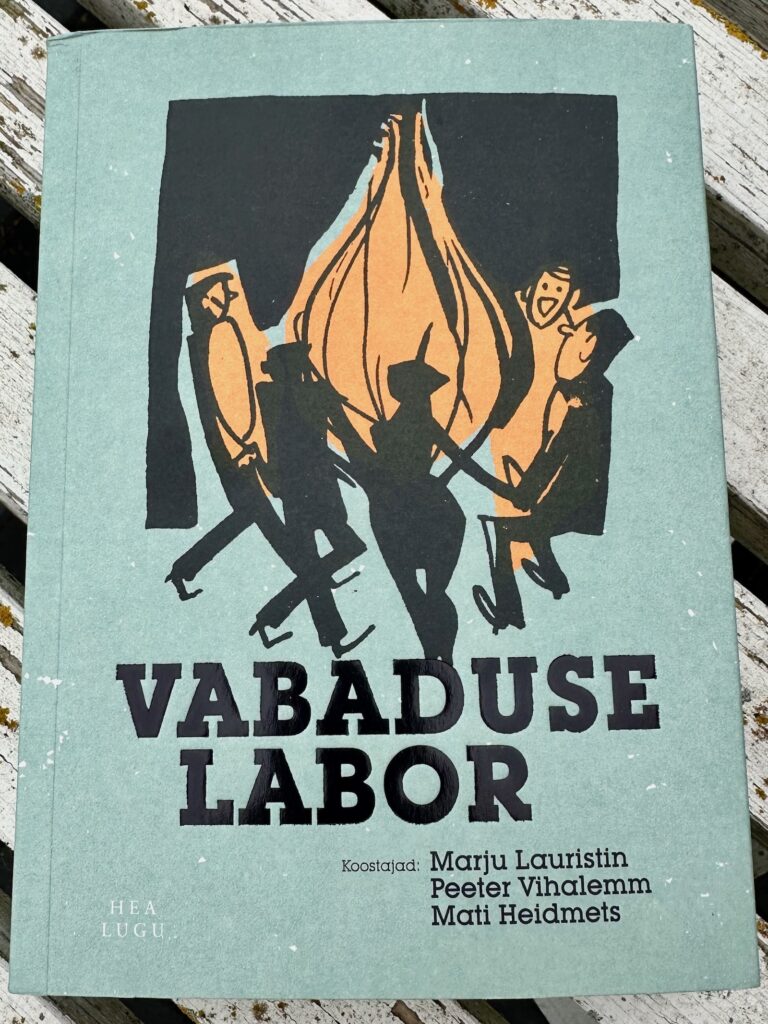 VABADUSE
LABOR
Koostajad: Marju Lauristin
Peeter Vihalemm
Mati Heidmets
HEA
LUGU